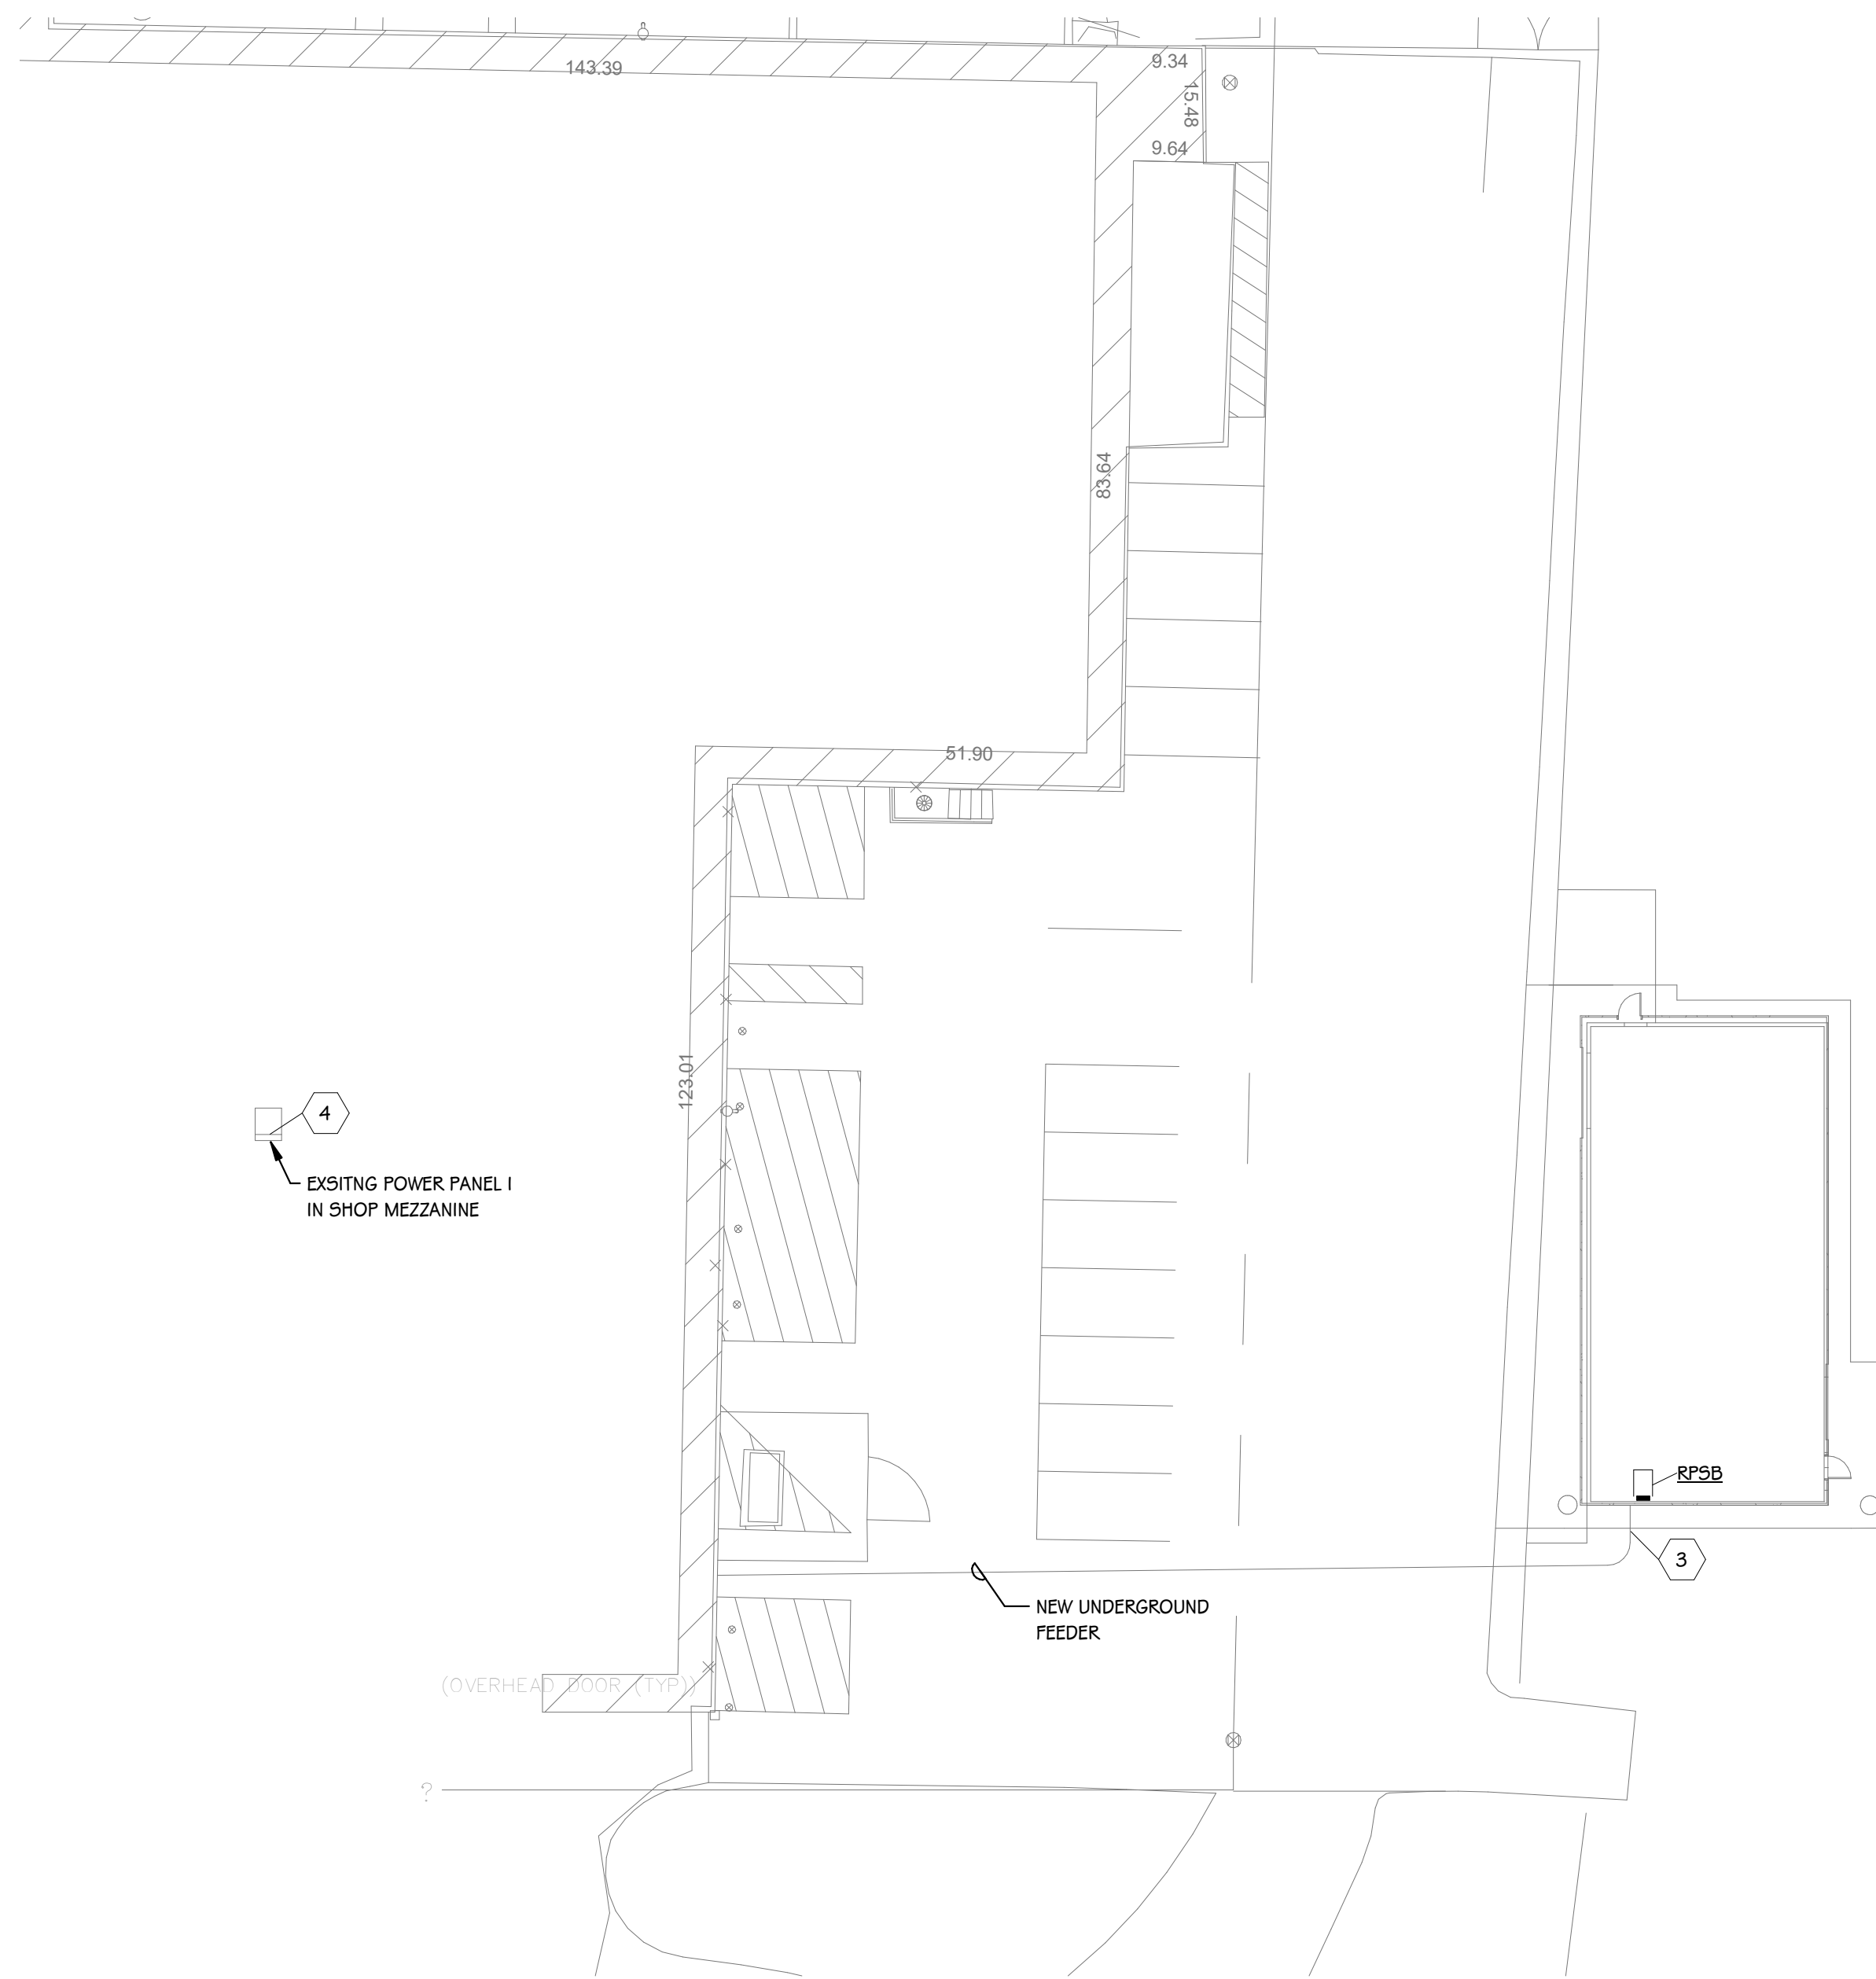 143.39
9.34
15.48
9.64
83.64
51.90
123.01
4
EXSITNG POWER PANEL 1
IN SHOP MEZZANINE
RPSB
3
NEW UNDERGROUND
FEEDER
(OVERHEAD DOOR (TYP))
?